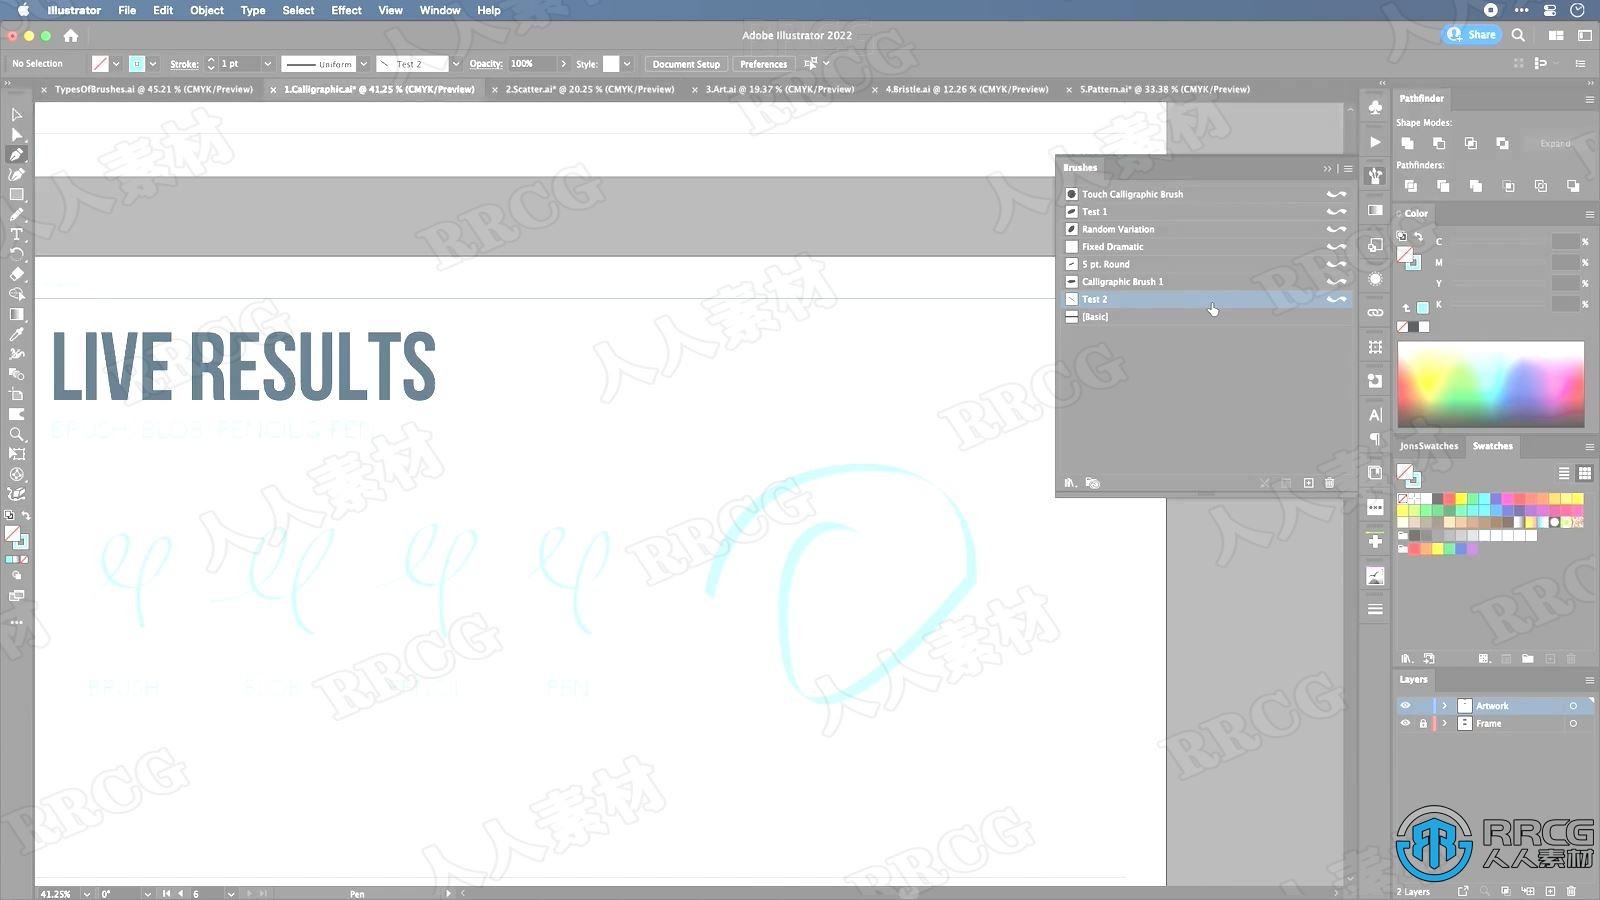 Illustrator File Edit Object Type Select Effect View Window Help
Adobe Illustrator 2022
Share
No Selection Stroke: 1 pt Uniform Test 2 Opacity: 100% Style: Document Setup Preferences
TypesOfBrushes.ai @ 45.21 % (CMYK/Preview) 1.Calligraphic.ai* @ 41.25 % (CMYK/Preview) 2.Scatter.ai* @ 20.25 % (CMYK/Preview) 3.Art.ai @ 19.37 % (CMYK/Preview) 4.Bristle.ai @ 12.26 % (CMYK/Preview) 5.Pattern.ai* @ 33.38 % (CMYK/Preview)
Pathfinder
Shape Modes:
Expand
Pathfinders:
Brushes
Touch Calligraphic Brush
Test 1
Random Variation
Fixed Dramatic
5 pt. Round
Calligraphic Brush 1
Test 2
[Basic]
Color
C %
M %
Y %
K %
LIVE RESULTS
BRUSH, BLOB, PENCIL & PEN
BRUSH BLOB PENCIL PEN
JonsSwatches Swatches
Layers
Artwork
Frame
2 Layers
41.25% 0° 6 Pen
RRCG
人人素材